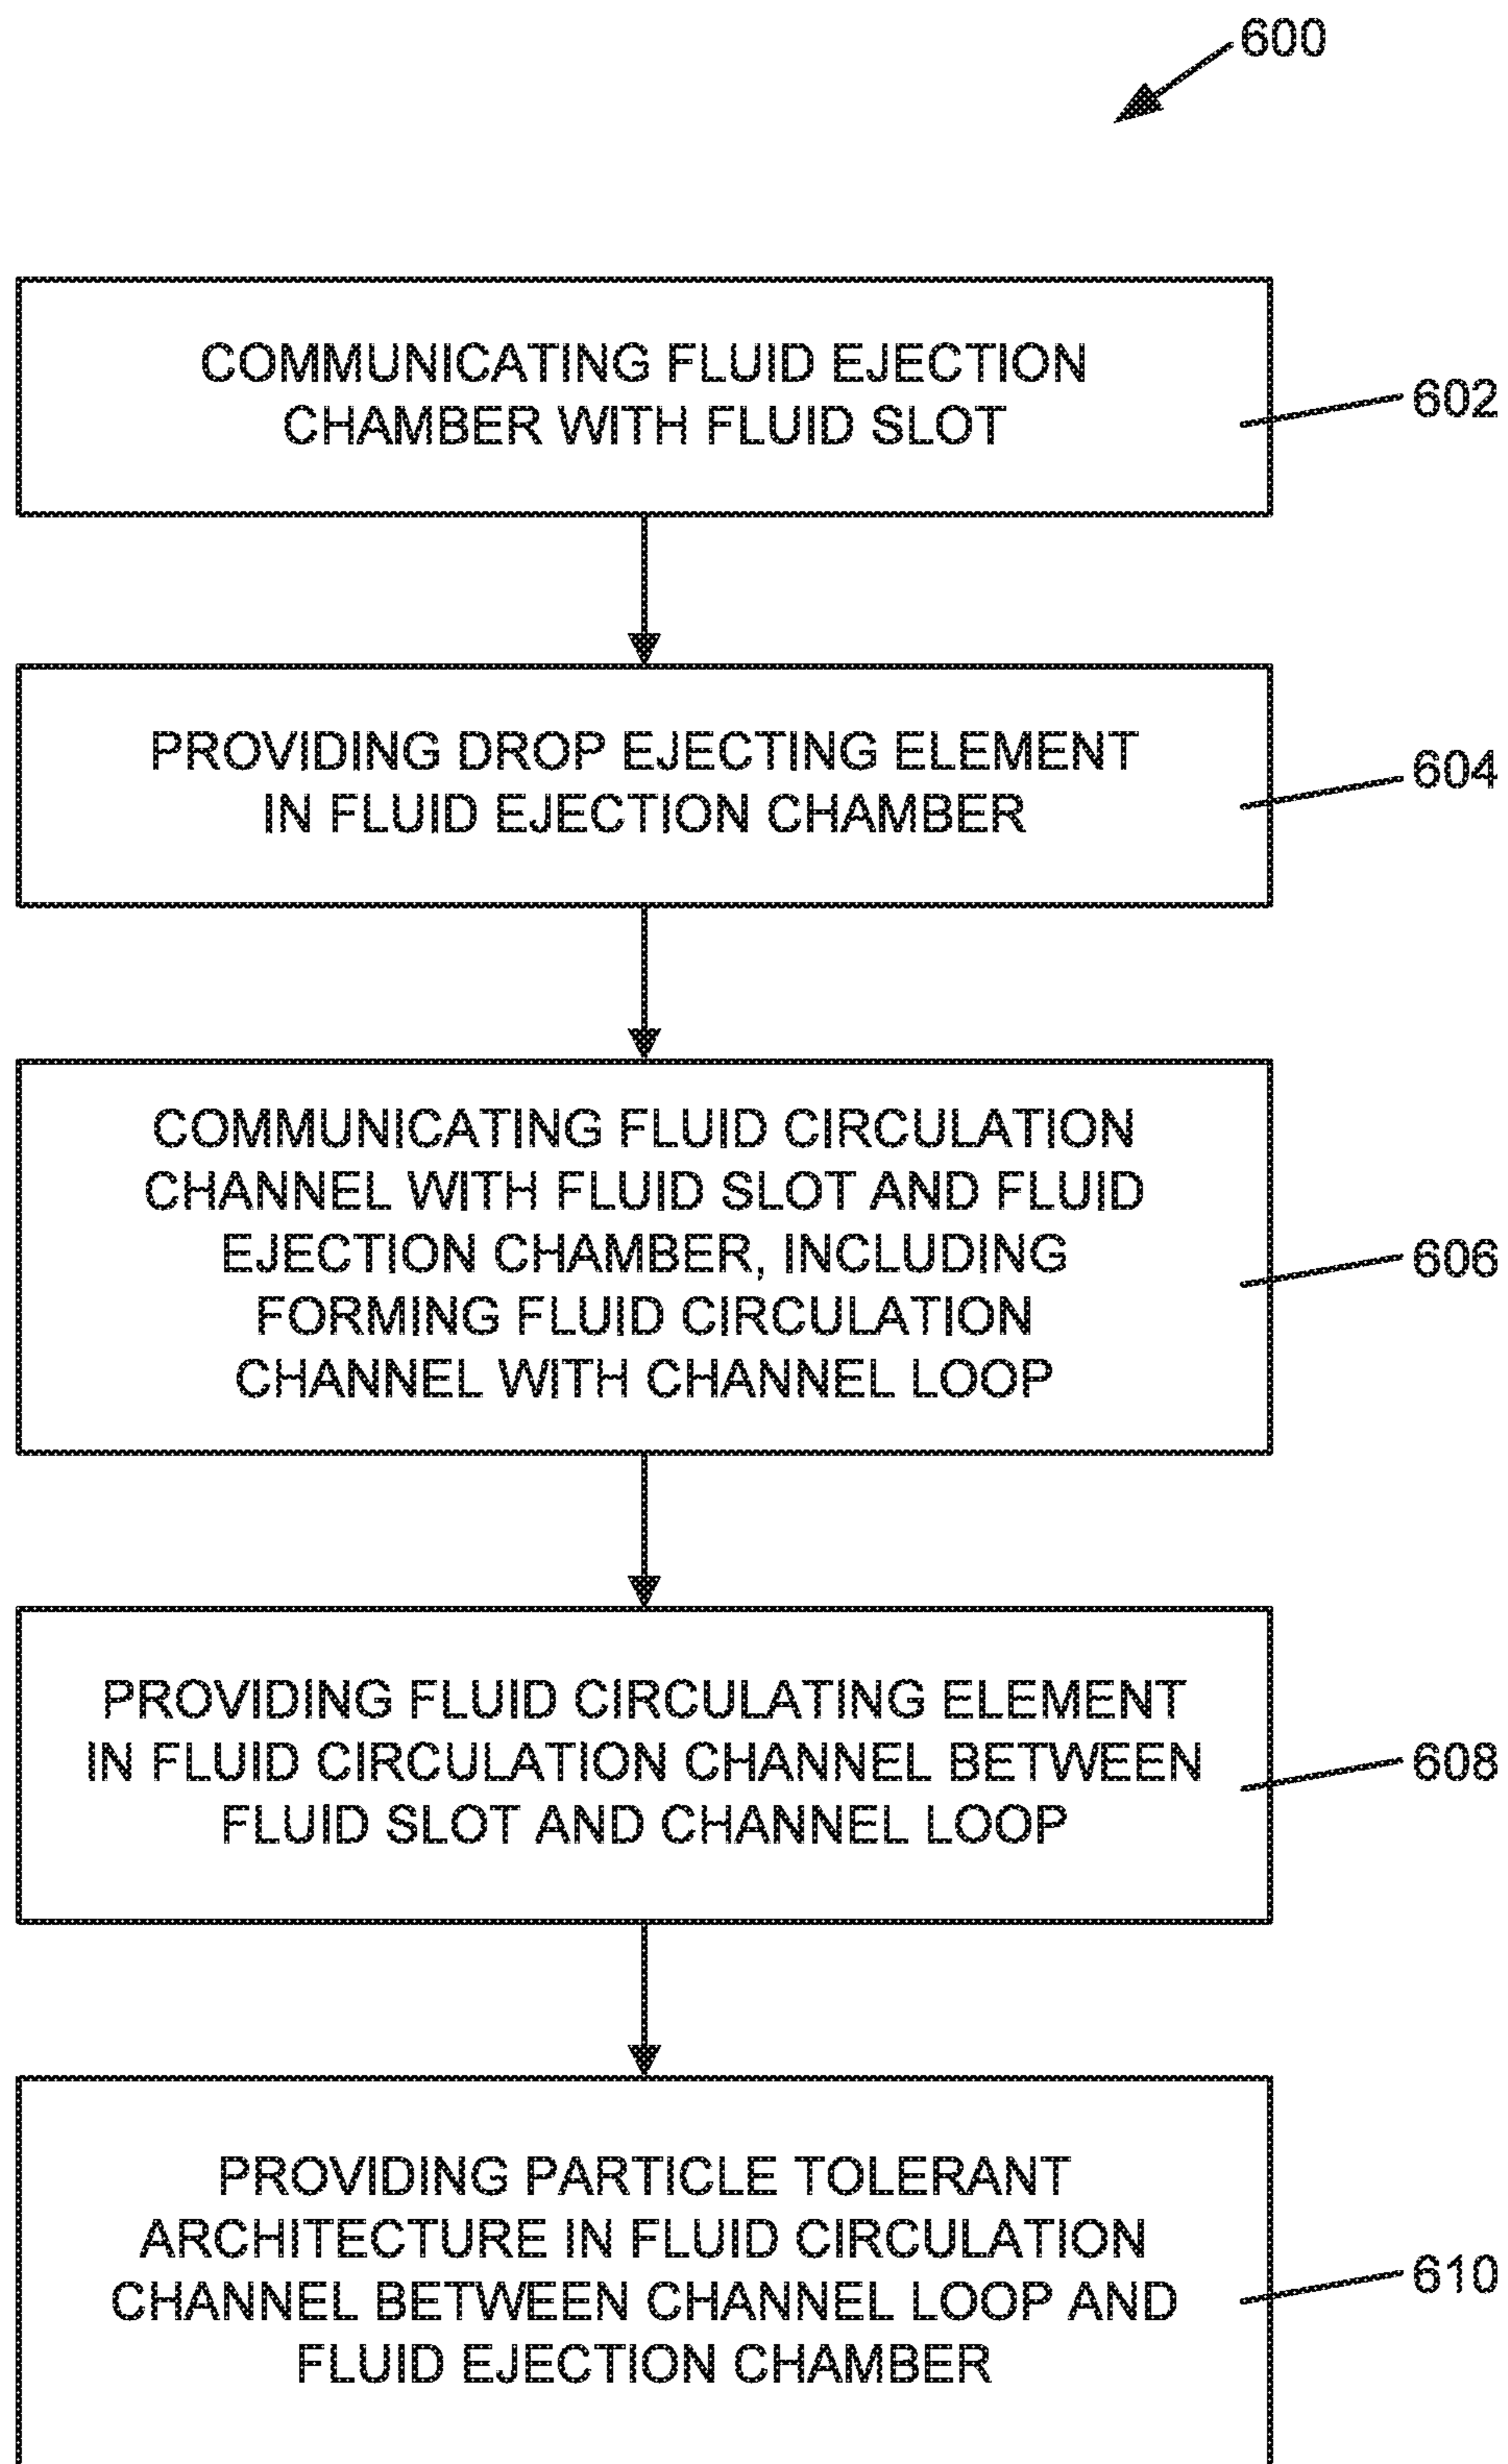 600
COMMUNICATING FLUID EJECTION
CHAMBER WITH FLUID SLOT
602
PROVIDING DROP EJECTING ELEMENT
IN FLUID EJECTION CHAMBER
604
COMMUNICATING FLUID CIRCULATION
CHANNEL WITH FLUID SLOT AND FLUID
EJECTION CHAMBER, INCLUDING
FORMING FLUID CIRCULATION
CHANNEL WITH CHANNEL LOOP
606
PROVIDING FLUID CIRCULATING ELEMENT
IN FLUID CIRCULATION CHANNEL BETWEEN
FLUID SLOT AND CHANNEL LOOP
608
PROVIDING PARTICLE TOLERANT
ARCHITECTURE IN FLUID CIRCULATION
CHANNEL BETWEEN CHANNEL LOOP AND
FLUID EJECTION CHAMBER
610